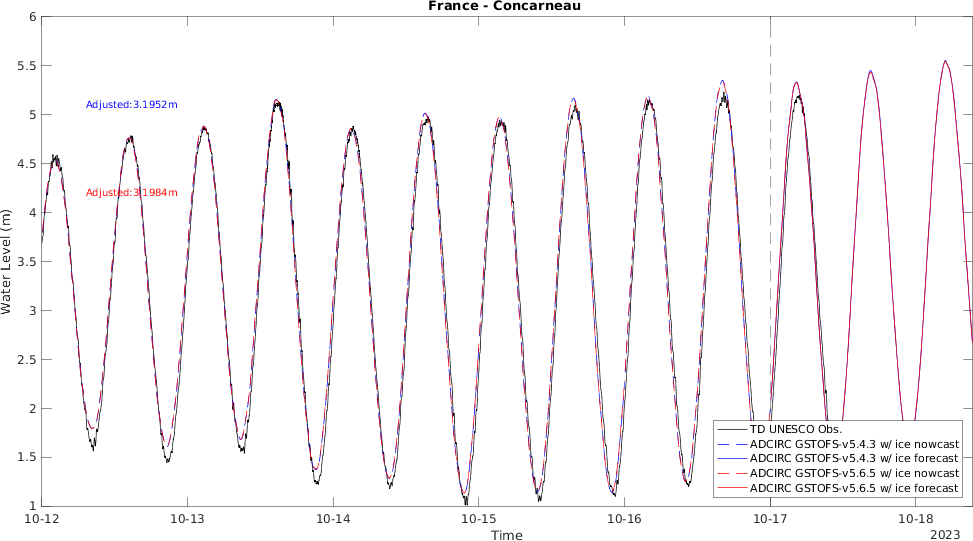 France - Concarneau
6
5.5
5
4.5
4
3.5
3
2.5
2
1.5
1
Water Level (m)
Adjusted:3.1952m
Adjusted:3.1984m
TD UNESCO Obs.
ADCIRC GSTOFS-v5.4.3 w/ ice nowcast
ADCIRC GSTOFS-v5.4.3 w/ ice forecast
ADCIRC GSTOFS-v5.6.5 w/ ice nowcast
ADCIRC GSTOFS-v5.6.5 w/ ice forecast
10-12 10-13 10-14 10-15 10-16 10-17 10-18
Time
2023